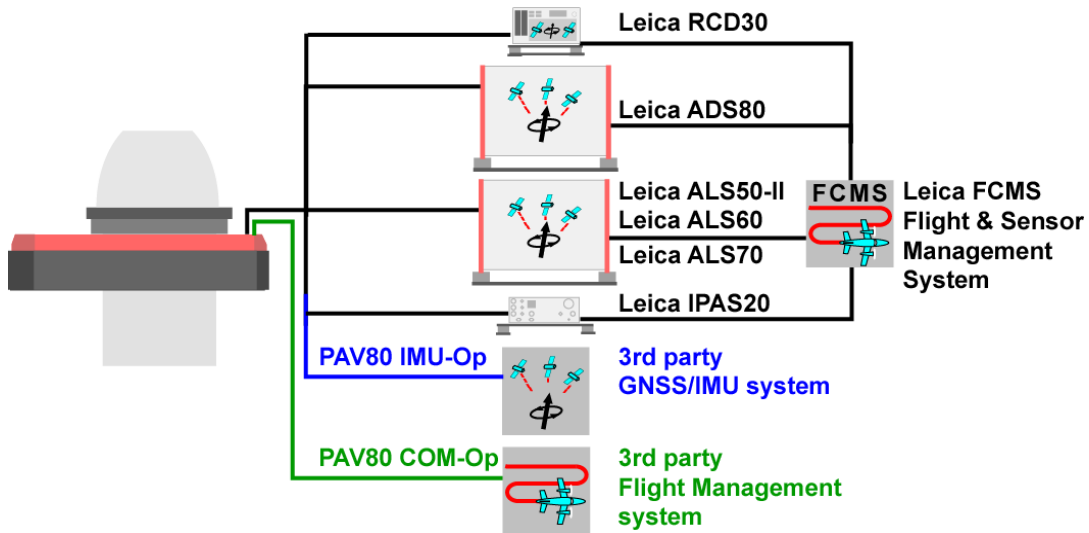 Leica RCD30
Leica ADS80
Leica ALS50-II
Leica ALS60
Leica ALS70
FCMS
Leica FCMS
Flight & Sensor
Management
System
Leica IPAS20
PAV80 IMU-Op
3rd party
GNSS/IMU system
PAV80 COM-Op
3rd party
Flight Management
system